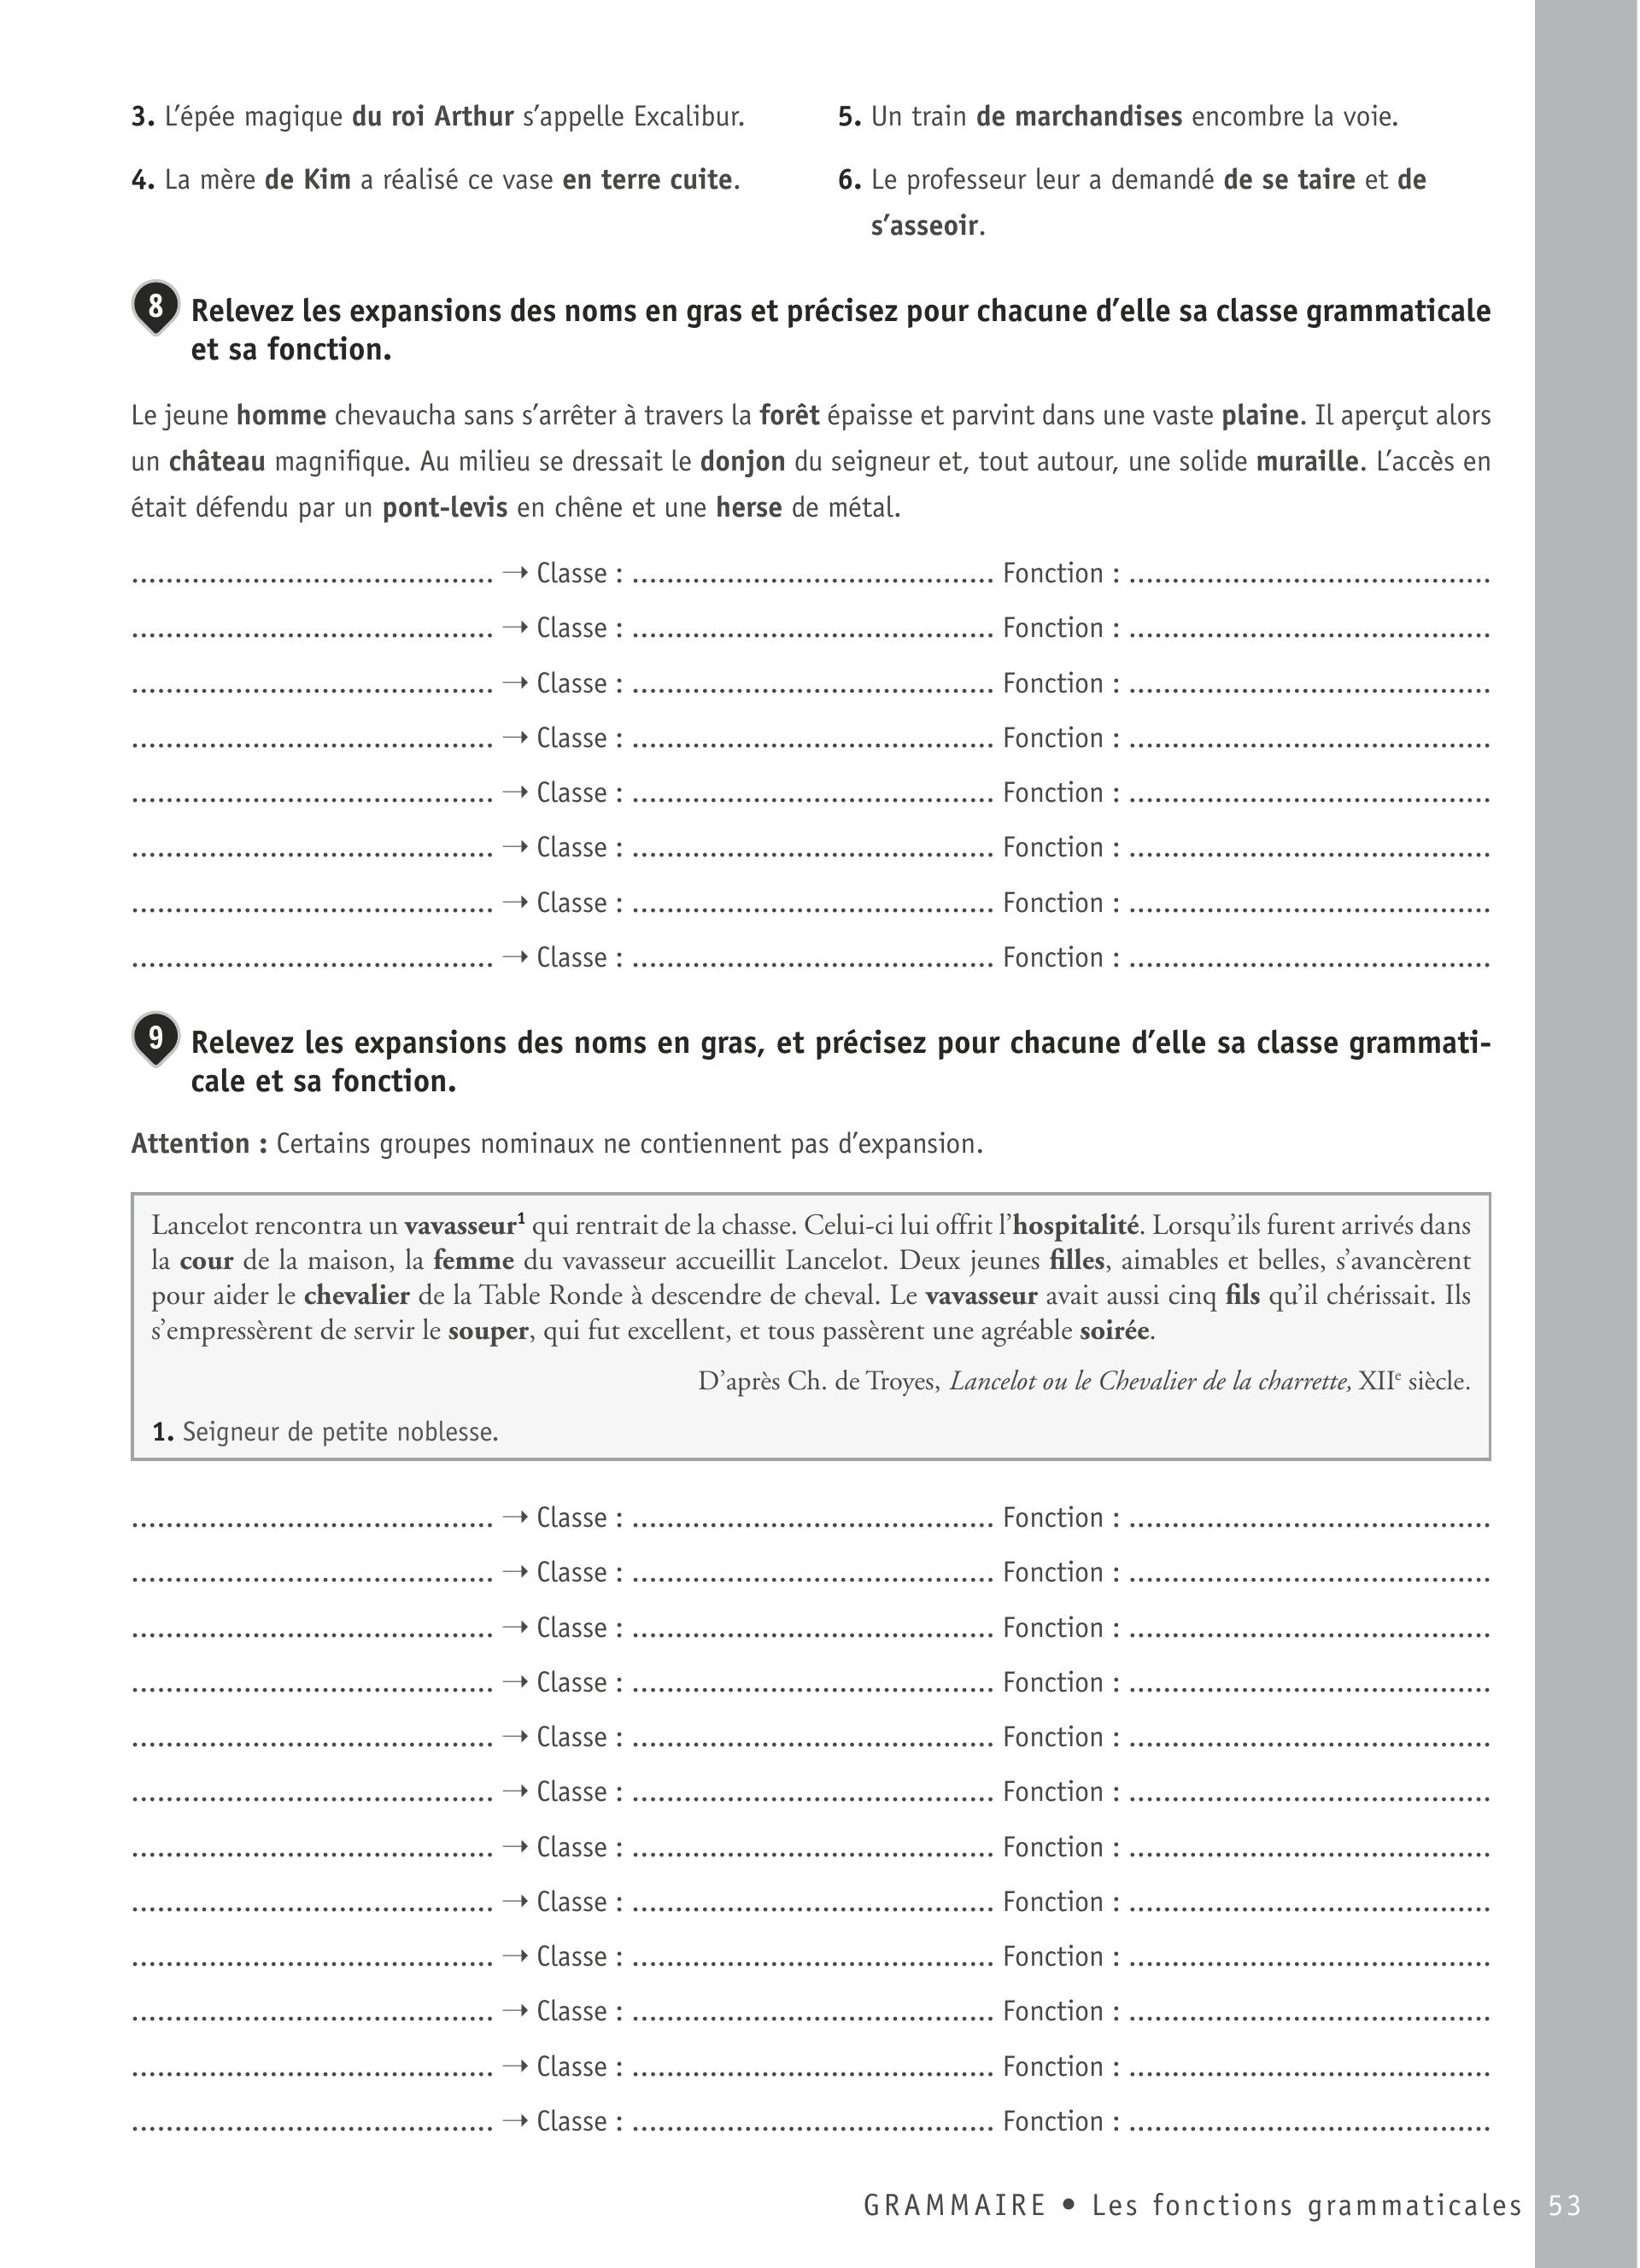 3. L'épée magique du roi Arthur s'appelle Excalibur.
4. La mère de Kim a réalisé ce vase en terre cuite.
5. Un train de marchandises encombre la voie.
6. Le professeur leur a demandé de se taire et de
s'asseoir.
8 Relevez les expansions des noms en gras et précisez pour chacune d'elle sa classe grammaticale
et sa fonction.
Le jeune homme chevaucha sans s'arrêter à travers la forêt épaisse et parvint dans une vaste plaine. Il aperçut alors
un château magnifique. Au milieu se dressait le donjon du seigneur et, tout autour, une solide muraille. L'accès en
était défendu par un pont-levis en chêne et une herse de métal.
.......................................... → Classe : .......................................... Fonction : ..........................................
.......................................... → Classe : .......................................... Fonction : ..........................................
.......................................... → Classe : .......................................... Fonction : ..........................................
.......................................... → Classe : .......................................... Fonction : ..........................................
.......................................... → Classe : .......................................... Fonction : ..........................................
.......................................... → Classe : .......................................... Fonction : ..........................................
.......................................... → Classe : .......................................... Fonction : ..........................................
.......................................... → Classe : .......................................... Fonction : ..........................................
9 Relevez les expansions des noms en gras, et précisez pour chacune d'elle sa classe grammati-
cale et sa fonction.
Attention : Certains groupes nominaux ne contiennent pas d'expansion.
Lancelot rencontra un vavasseur¹ qui rentrait de la chasse. Celui-ci lui offrit l'hospitalité. Lorsqu'ils furent arrivés dans
la cour de la maison, la femme du vavasseur accueillit Lancelot. Deux jeunes filles, aimables et belles, s'avancèrent
pour aider le chevalier de la Table Ronde à descendre de cheval. Le vavasseur avait aussi cinq fils qu'il chérissait. Ils
s'empressèrent de servir le souper, qui fut excellent, et tous passèrent une agréable soirée.
D'après Ch. de Troyes, Lancelot ou le Chevalier de la charrette, XIIe siècle.
1. Seigneur de petite noblesse.
.......................................... → Classe : .......................................... Fonction : ..........................................
.......................................... → Classe : .......................................... Fonction : ..........................................
.......................................... → Classe : .......................................... Fonction : ..........................................
.......................................... → Classe : .......................................... Fonction : ..........................................
.......................................... → Classe : .......................................... Fonction : ..........................................
.......................................... → Classe : .......................................... Fonction : ..........................................
.......................................... → Classe : .......................................... Fonction : ..........................................
.......................................... → Classe : .......................................... Fonction : ..........................................
.......................................... → Classe : .......................................... Fonction : ..........................................
.......................................... → Classe : .......................................... Fonction : ..........................................
.......................................... → Classe : .......................................... Fonction : ..........................................
.......................................... → Classe : .......................................... Fonction : ..........................................
GRAMMAIRE • Les fonctions grammaticales 53